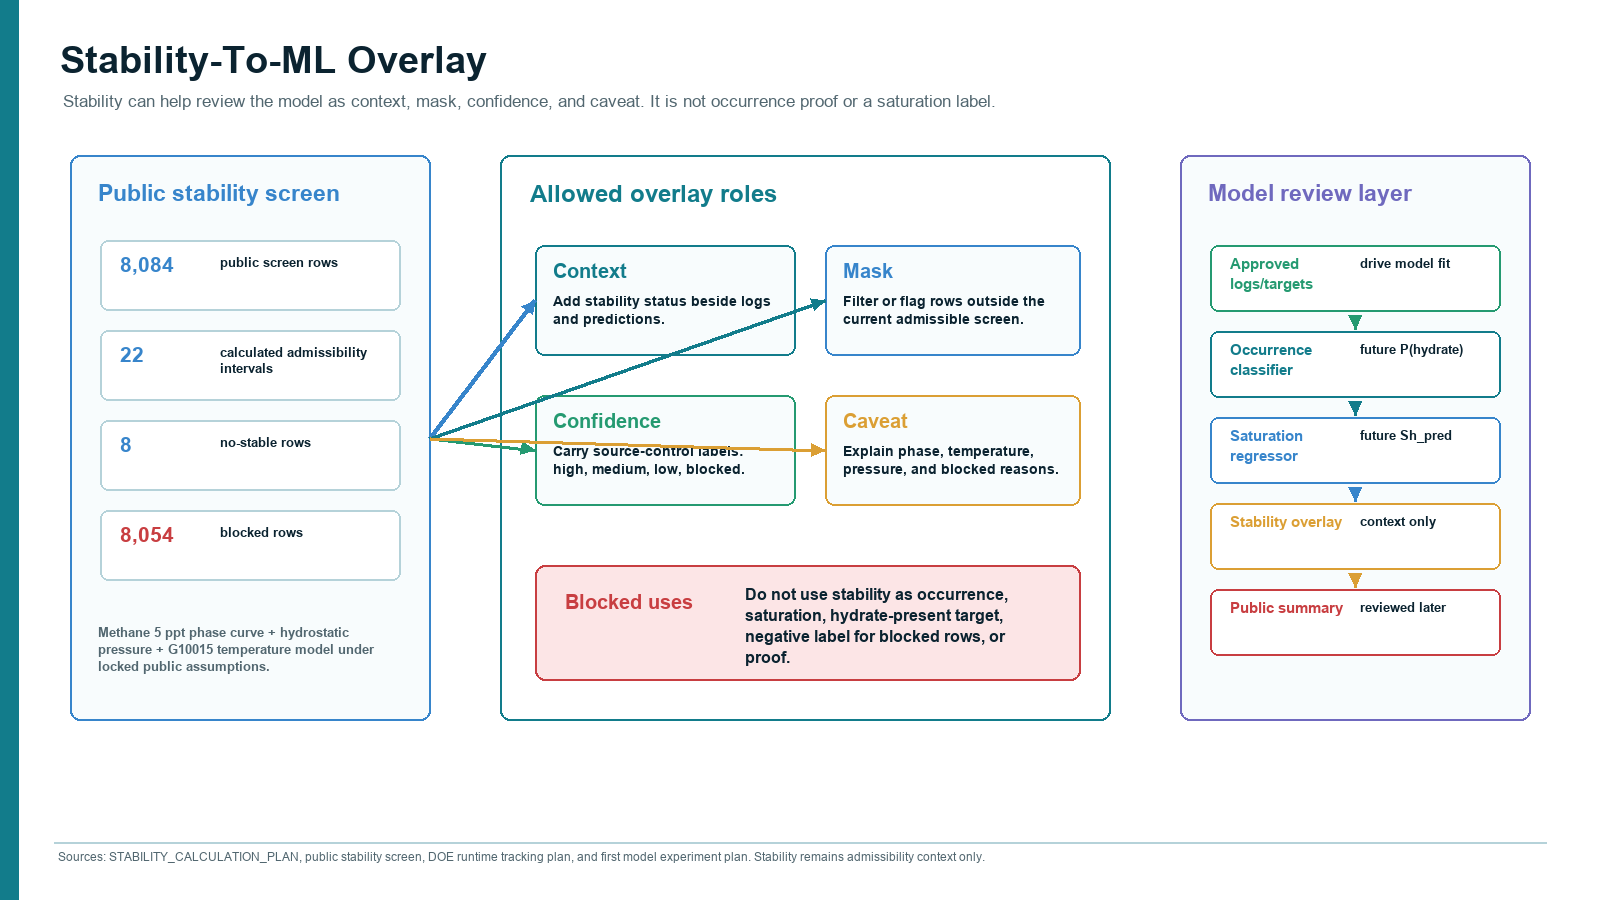 Stability-To-ML Overlay
Stability can help review the model as context, mask, confidence, and caveat. It is not occurrence proof or a saturation label.
Public stability screen
8,084 public screen rows
22 calculated admissibility
intervals
8 no-stable rows
8,054 blocked rows
Methane 5 ppt phase curve + hydrostatic
pressure + G10015 temperature model under
locked public assumptions.
Allowed overlay roles
Context
Add stability status beside logs
and predictions.
Mask
Filter or flag rows outside the
current admissible screen.
Confidence
Carry source-control labels:
high, medium, low, blocked.
Caveat
Explain phase, temperature,
pressure, and blocked reasons.
Blocked uses
Do not use stability as occurrence,
saturation, hydrate-present target,
negative label for blocked rows, or
proof.
Model review layer
Approved
logs/targets
drive model fit
Occurrence
classifier
future P(hydrate)
Saturation
regressor
future Sh_pred
Stability overlay context only
Public summary reviewed later
Sources: STABILITY_CALCULATION_PLAN, public stability screen, DOE runtime tracking plan, and first model experiment plan. Stability remains admissibility context only.